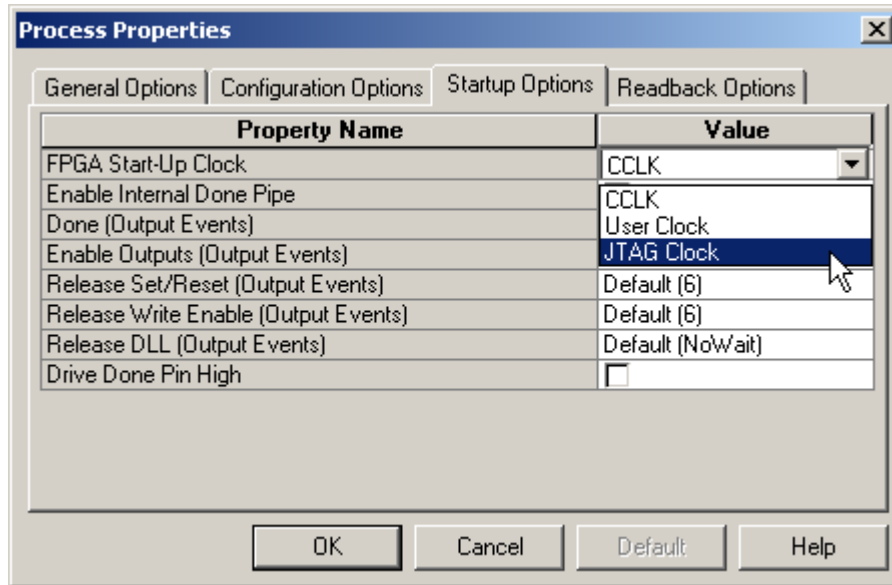 Process Properties
General Options Configuration Options Startup Options Readback Options
Property Name Value
FPGA Start-Up Clock CCLK
Enable Internal Done Pipe CCLK
Done (Output Events) User Clock
Enable Outputs (Output Events) JTAG Clock
Release Set/Reset (Output Events) Default (6)
Release Write Enable (Output Events) Default (6)
Release DLL (Output Events) Default (NoWait)
Drive Done Pin High
OK Cancel Default Help